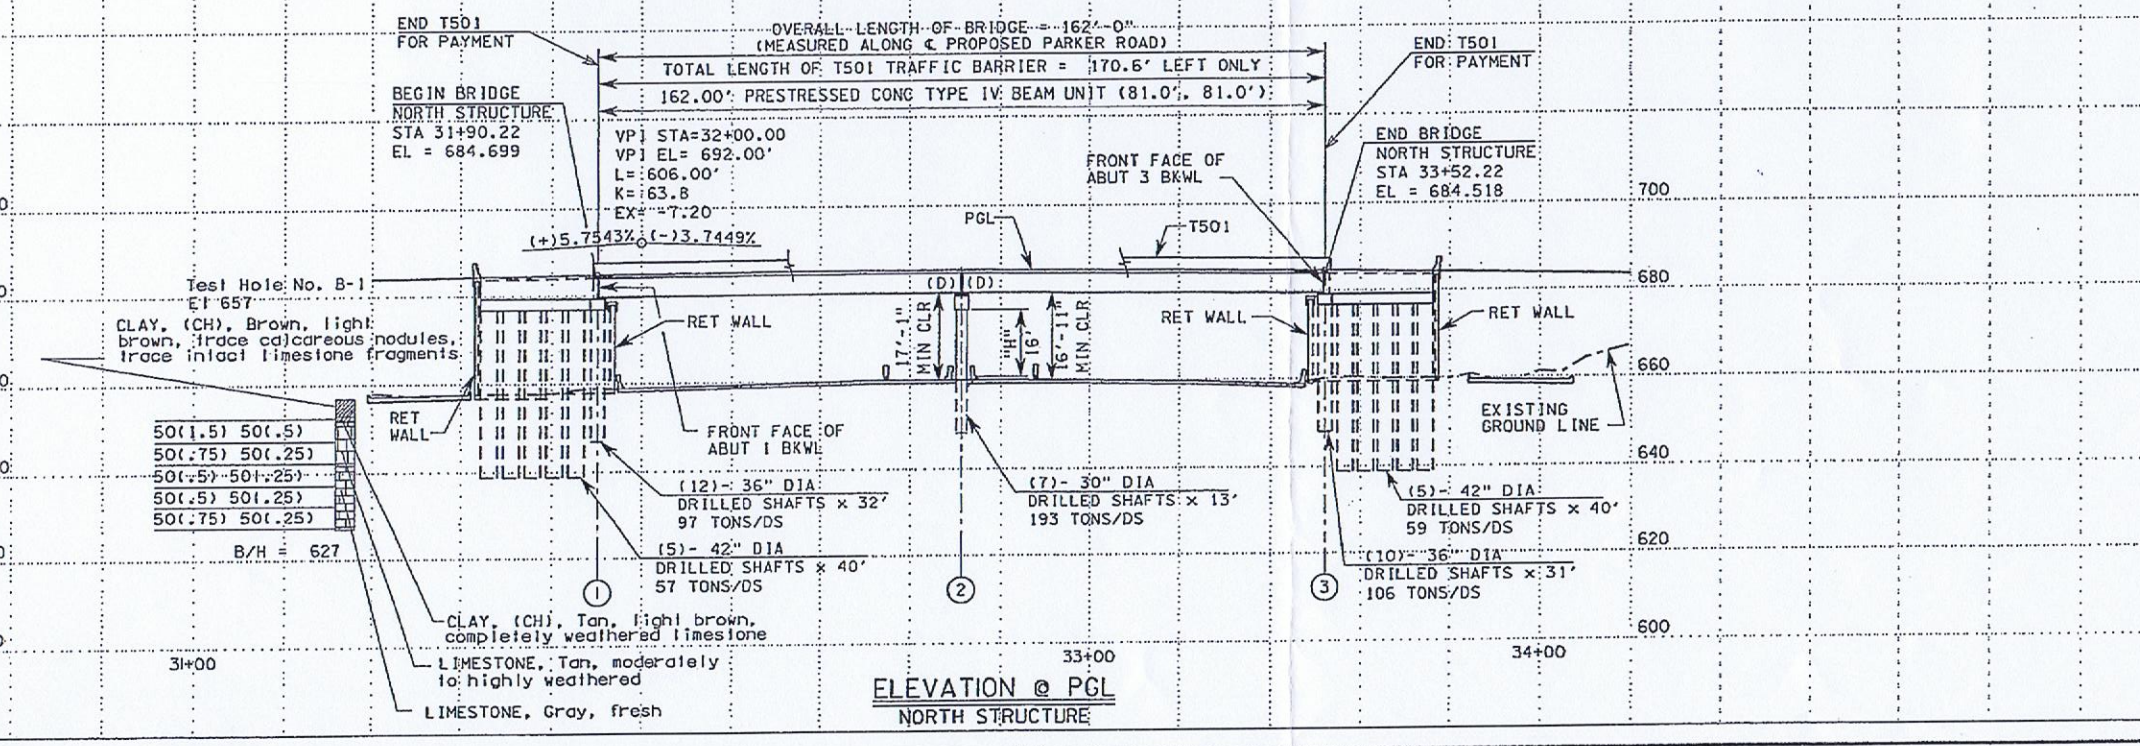 END T501
FOR PAYMENT
OVERALL LENGTH OF BRIDGE = 162'-0"
(MEASURED ALONG ℄ PROPOSED PARKER ROAD)
TOTAL LENGTH OF T501 TRAFFIC BARRIER = 170.6' LEFT ONLY
162.00' PRESTRESSED CONC TYPE IV BEAM UNIT (81.0', 81.0')
END T501
FOR PAYMENT
BEGIN BRIDGE
NORTH STRUCTURE
STA 31+90.22
EL = 684.699
VPI STA=32+00.00
VPI EL= 692.00'
L= 606.00'
K= 63.8
EX= -7.20
(+)5.7543% (-)3.7449%
FRONT FACE OF
ABUT 3 BKWL
END BRIDGE
NORTH STRUCTURE
STA 33+52.22
EL = 684.518
PGL
T501
700
680
660
640
620
600
Test Hole No. B-1
El 657
CLAY, (CH), Brown, light
brown, trace calcareous nodules,
trace intact limestone fragments
(D) (D)
RET WALL
17'-1"
MIN CLR
"H"
16'
16'-11"
MIN CLR
RET WALL
RET WALL
RET
WALL
FRONT FACE OF
ABUT 1 BKWL
EXISTING
GROUND LINE
50(1.5) 50(.5)
50(.75) 50(.25)
50(.5) 50(.25)
50(.5) 50(.25)
50(.75) 50(.25)
B/H = 627
(12)- 36" DIA
DRILLED SHAFTS x 32'
97 TONS/DS
(5)- 42" DIA
DRILLED SHAFTS x 40'
57 TONS/DS
(7)- 30" DIA
DRILLED SHAFTS x 13'
193 TONS/DS
(5)- 42" DIA
DRILLED SHAFTS x 40'
59 TONS/DS
(10)- 36" DIA
DRILLED SHAFTS x 31'
106 TONS/DS
1
2
3
CLAY, (CH), Tan, light brown,
completely weathered limestone
LIMESTONE, Tan, moderately
to highly weathered
LIMESTONE, Gray, fresh
31+00
33+00
34+00
ELEVATION @ PGL
NORTH STRUCTURE